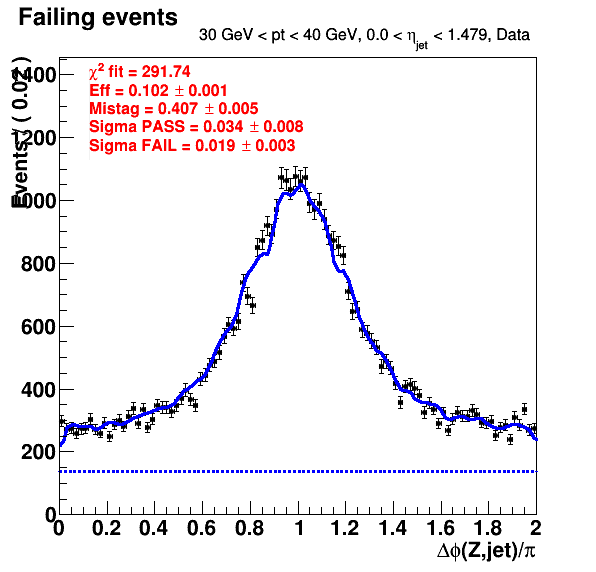 Failing events
30 GeV < pt < 40 GeV, 0.0 < η_jet < 1.479, Data
χ² fit = 291.74
Eff = 0.102 ± 0.001
Mistag = 0.407 ± 0.005
Sigma PASS = 0.034 ± 0.008
Sigma FAIL = 0.019 ± 0.003
Events / ( 0.02 )
1400
1200
1000
800
600
400
200
0
0 0.2 0.4 0.6 0.8 1 1.2 1.4 1.6 1.8 2
Δφ(Z,jet)/π